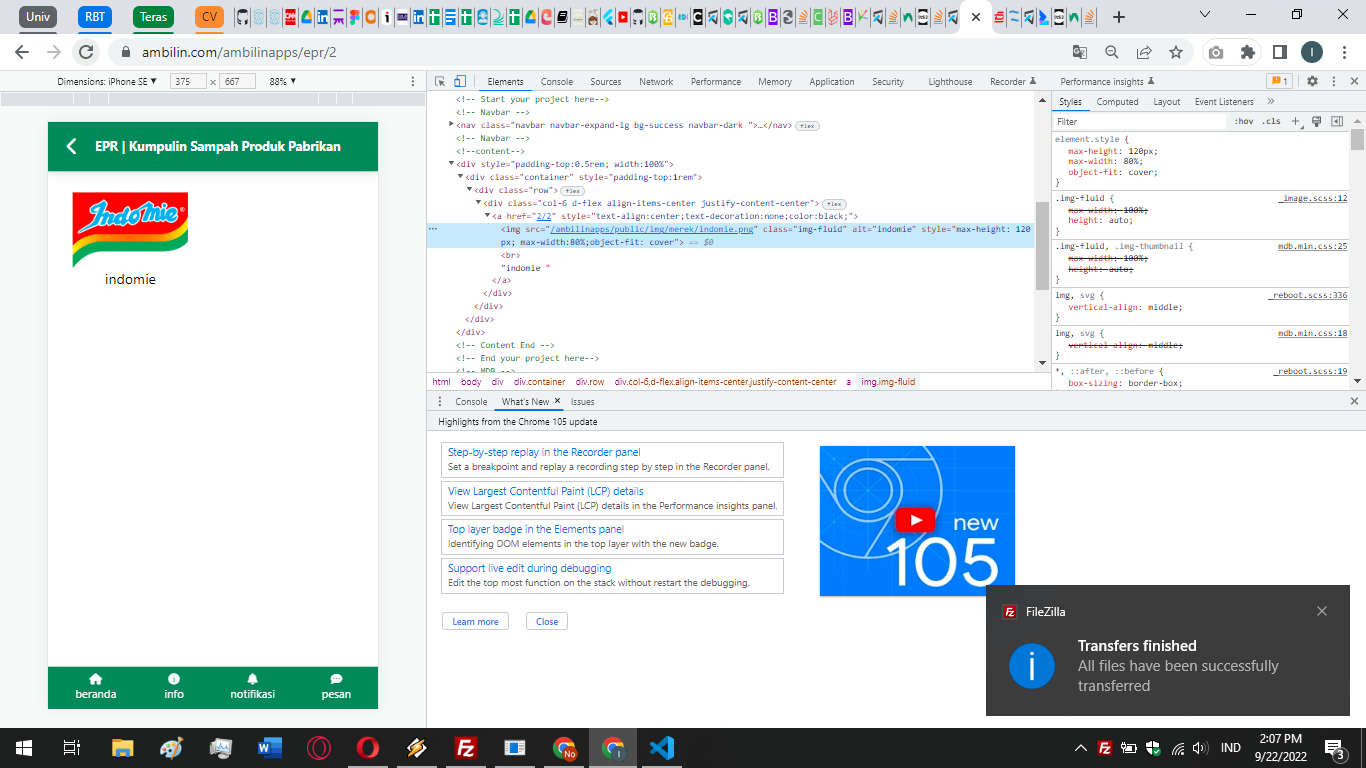 Univ RBT Teras CV
ambilin.com/ambilinapps/epr/2
Dimensions: iPhone SE ▼ 375 × 667 88% ▼
Elements Console Sources Network Performance Memory Application Security Lighthouse Recorder Performance insights 1
EPR | Kumpulin Sampah Produk Pabrikan
Indomie
indomie
beranda info notifikasi pesan
<!-- Start your project here-->
<!-- Navbar -->
<nav class="navbar navbar-expand-lg bg-success navbar-dark ">…</nav> flex
<!-- Navbar -->
<!--content-->
<div style="padding-top:0.5rem; width:100%">
<div class="container" style="padding-top:1rem">
<div class="row"> flex
<div class="col-6 d-flex align-items-center justify-content-center"> flex
<a href="2/2" style="text-align:center;text-decoration:none;color:black;">
<img src="/ambilinapps/public/img/merek/indomie.png" class="img-fluid" alt="indomie" style="max-height: 120
px; max-width:80%;object-fit: cover"> == $0
<br>
"indomie "
</a>
</div>
</div>
</div>
</div>
<!-- Content End -->
<!-- End your project here-->
<!-- MDB -->
html body div div.container div.row div.col-6.d-flex.align-items-center.justify-content-center a img.img-fluid
Styles Computed Layout Event Listeners »
Filter :hov .cls +
element.style {
max-height: 120px;
max-width: 80%;
object-fit: cover;
}
.img-fluid { _image.scss:12
max-width: 100%;
height: auto;
}
.img-fluid, .img-thumbnail { mdb.min.css:25
max-width: 100%;
height: auto;
}
img, svg { _reboot.scss:336
vertical-align: middle;
}
img, svg { mdb.min.css:18
vertical-align: middle;
}
*, ::after, ::before { _reboot.scss:19
box-sizing: border-box;
Console What's New × Issues
Highlights from the Chrome 105 update
Step-by-step replay in the Recorder panel
Set a breakpoint and replay a recording step by step in the Recorder panel.
View Largest Contentful Paint (LCP) details
View Largest Contentful Paint (LCP) details in the Performance insights panel.
Top layer badge in the Elements panel
Identifying DOM elements in the top layer with the new badge.
Support live edit during debugging
Edit the top most function on the stack without restart the debugging.
Learn more Close
new
105
FileZilla
Transfers finished
All files have been successfully
transferred
IND
2:07 PM
9/22/2022
3